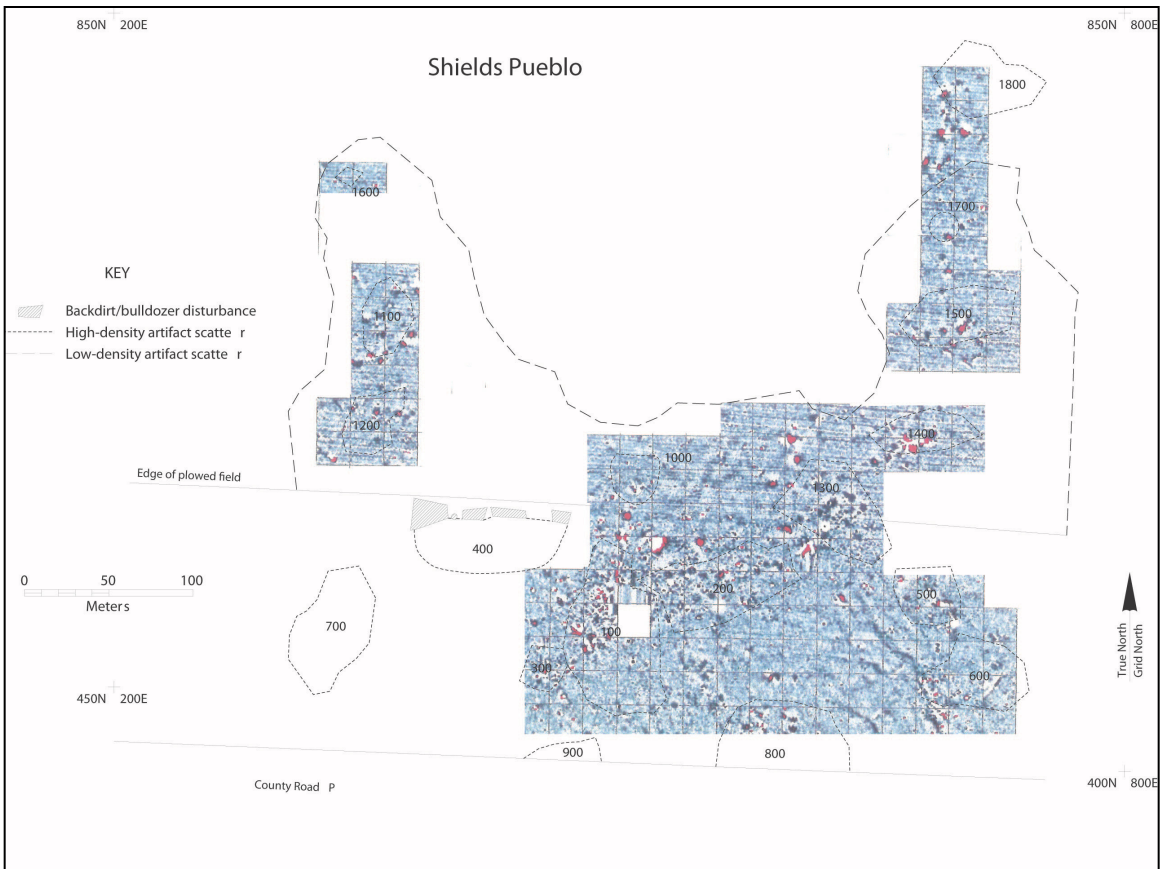 850N 200E
850N 800E
Shields Pueblo
1800
1600
1700
KEY
Backdirt/bulldozer disturbance
High-density artifact scatte r
Low-density artifact scatte r
1100
1500
1200
1400
1000
Edge of plowed field
1300
400
0 50 100
Meters
200
500
700
100
300
600
True North
Grid North
450N 200E
900
800
County Road P
400N 800E